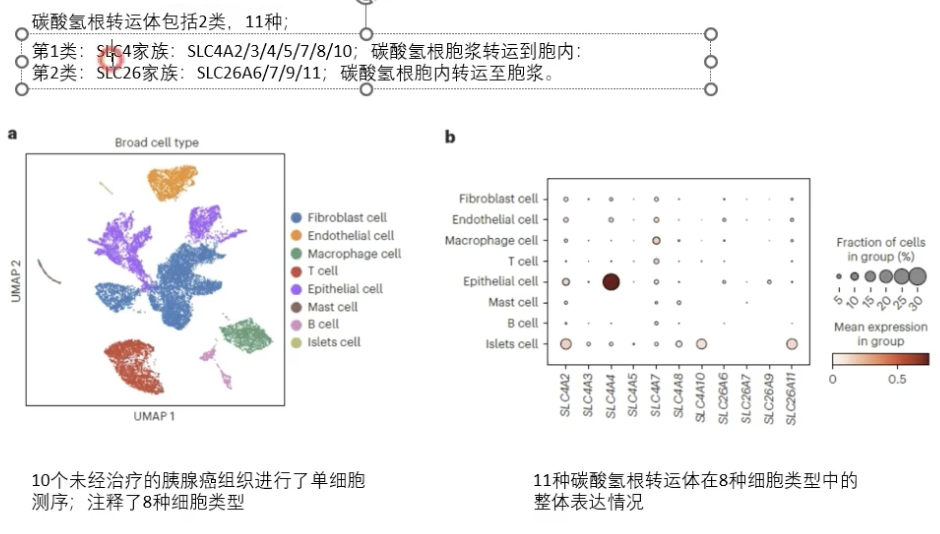 碳酸氢根转运体包括2类，11种；
第1类：SLC4家族：SLC4A2/3/4/5/7/8/10；碳酸氢根胞浆转运到胞内：
第2类：SLC26家族：SLC26A6/7/9/11；碳酸氢根胞内转运至胞浆。
a
Broad cell type
UMAP 2
UMAP 1
Fibroblast cell
Endothelial cell
Macrophage cell
T cell
Epithelial cell
Mast cell
B cell
Islets cell
b
Fibroblast cell
Endothelial cell
Macrophage cell
T cell
Epithelial cell
Mast cell
B cell
Islets cell
SLC4A2
SLC4A3
SLC4A4
SLC4A5
SLC4A7
SLC4A8
SLC4A10
SLC26A6
SLC26A7
SLC26A9
SLC26A11
Fraction of cells
in group (%)
5 10 15 20 25 30
Mean expression
in group
0 0.5
10个未经治疗的胰腺癌组织进行了单细胞
测序；注释了8种细胞类型
11种碳酸氢根转运体在8种细胞类型中的
整体表达情况